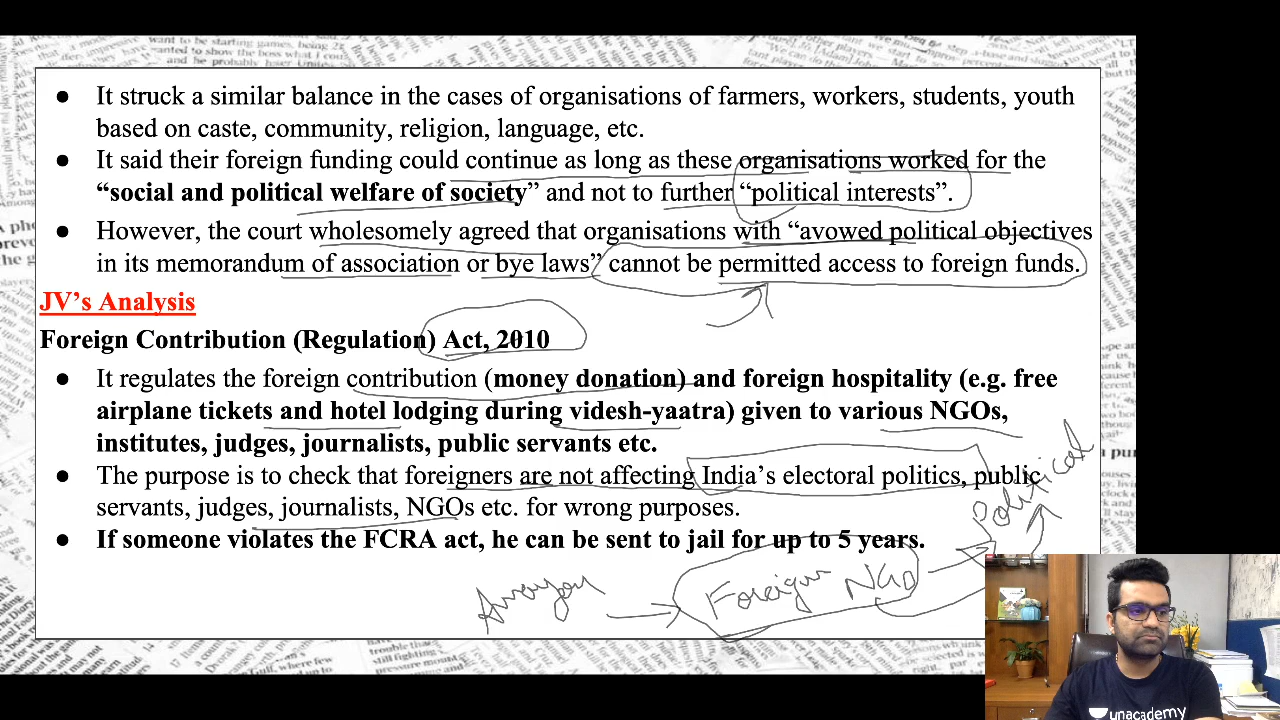 ● It struck a similar balance in the cases of organisations of farmers, workers, students, youth
based on caste, community, religion, language, etc.
● It said their foreign funding could continue as long as these organisations worked for the
“social and political welfare of society” and not to further “political interests”.
● However, the court wholesomely agreed that organisations with “avowed political objectives
in its memorandum of association or bye laws” cannot be permitted access to foreign funds.
JV’s Analysis
Foreign Contribution (Regulation) Act, 2010
● It regulates the foreign contribution (money donation) and foreign hospitality (e.g. free
airplane tickets and hotel lodging during videsh-yaatra) given to various NGOs,
institutes, judges, journalists, public servants etc.
● The purpose is to check that foreigners are not affecting India’s electoral politics, public
servants, judges, journalists, NGOs etc. for wrong purposes.
● If someone violates the FCRA act, he can be sent to jail for up to 5 years.
Political
Foreign NGO
unacademy